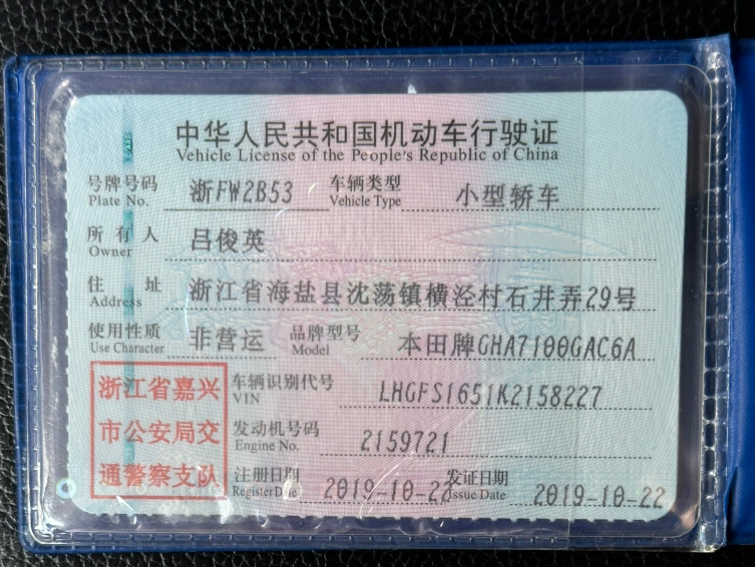 中华人民共和国机动车行驶证
Vehicle License of the People's Republic of China
号牌号码 浙FW2B53 车辆类型 小型轿车
Plate No. Vehicle Type
所有人 吕俊英
Owner
住址 浙江省海盐县沈荡镇横泾村石井弄29号
Address
使用性质 非营运 品牌型号 本田牌GHA7100GAC6A
Use Character Model
浙江省嘉兴
市公安局交
通警察支队
车辆识别代号 LHGFS1651K2158227
VIN
发动机号码 2159721
Engine No.
注册日期 2019-10-22 发证日期 2019-10-22
Register Date Issue Date